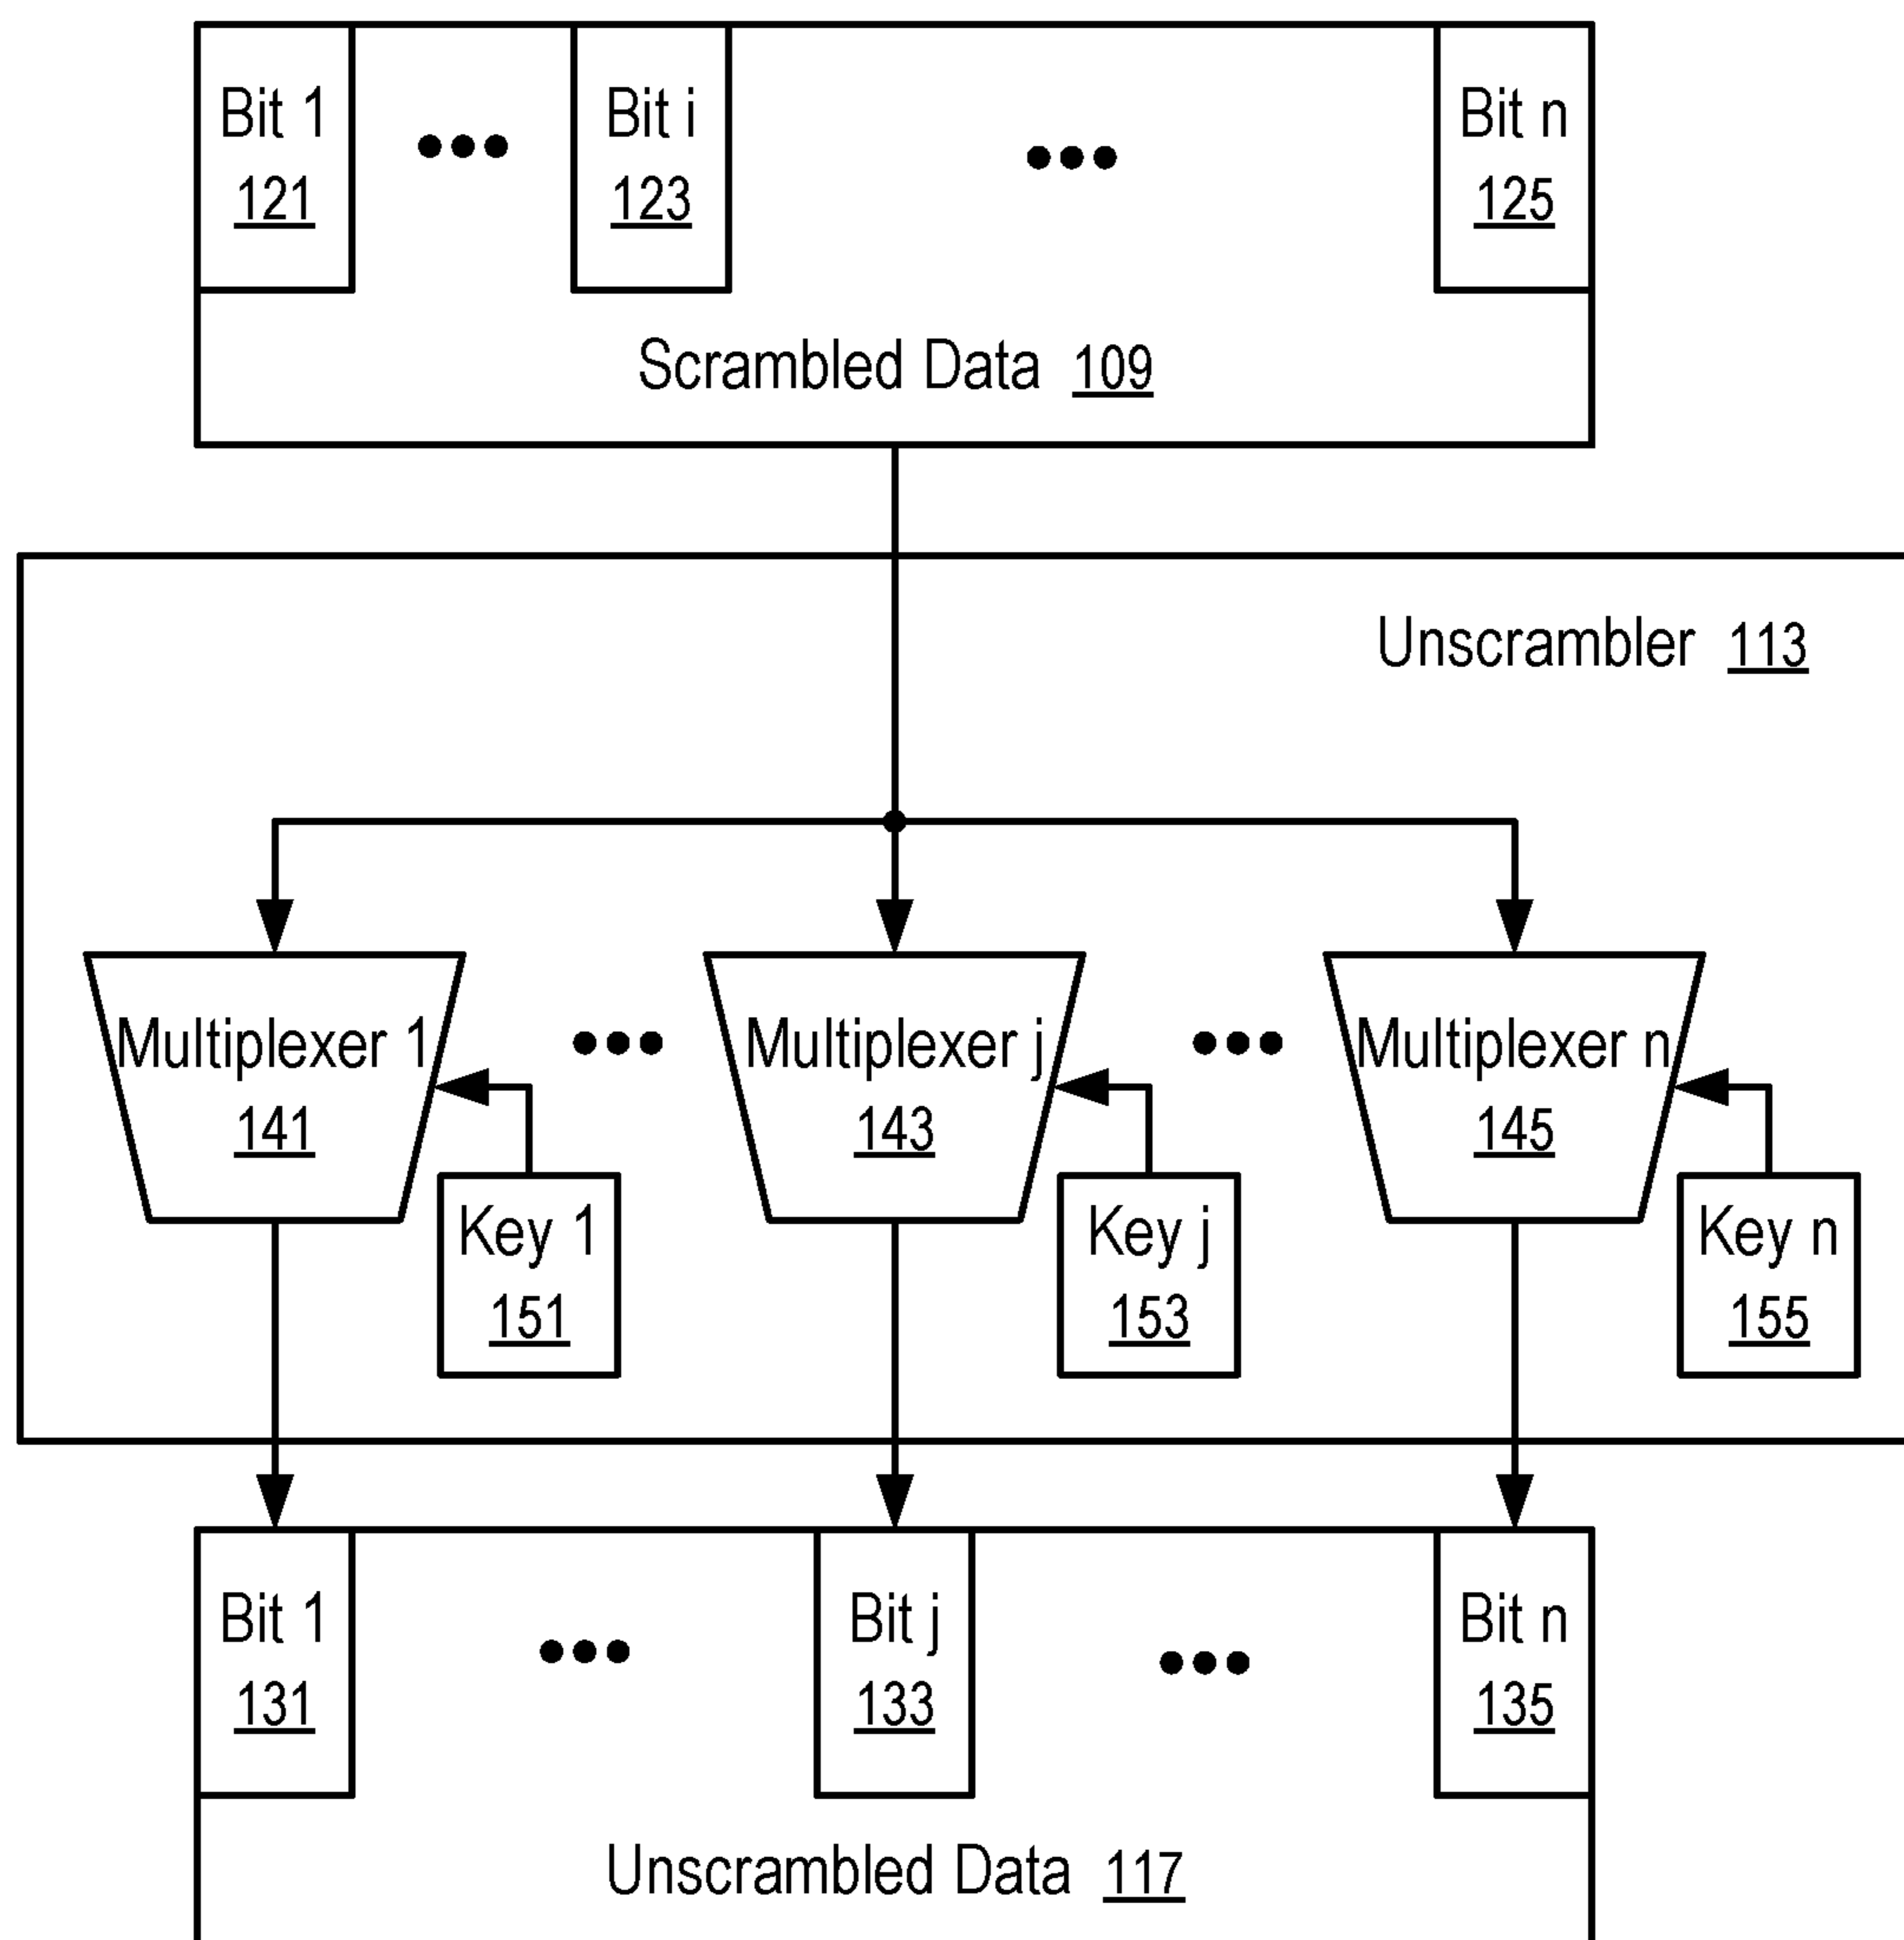 Bit 1
121
Bit i
123
Bit n
125
Scrambled Data 109
Unscrambler 113
Multiplexer 1
141
Multiplexer j
143
Multiplexer n
145
Key 1
151
Key j
153
Key n
155
Bit 1
131
Bit j
133
Bit n
135
Unscrambled Data 117